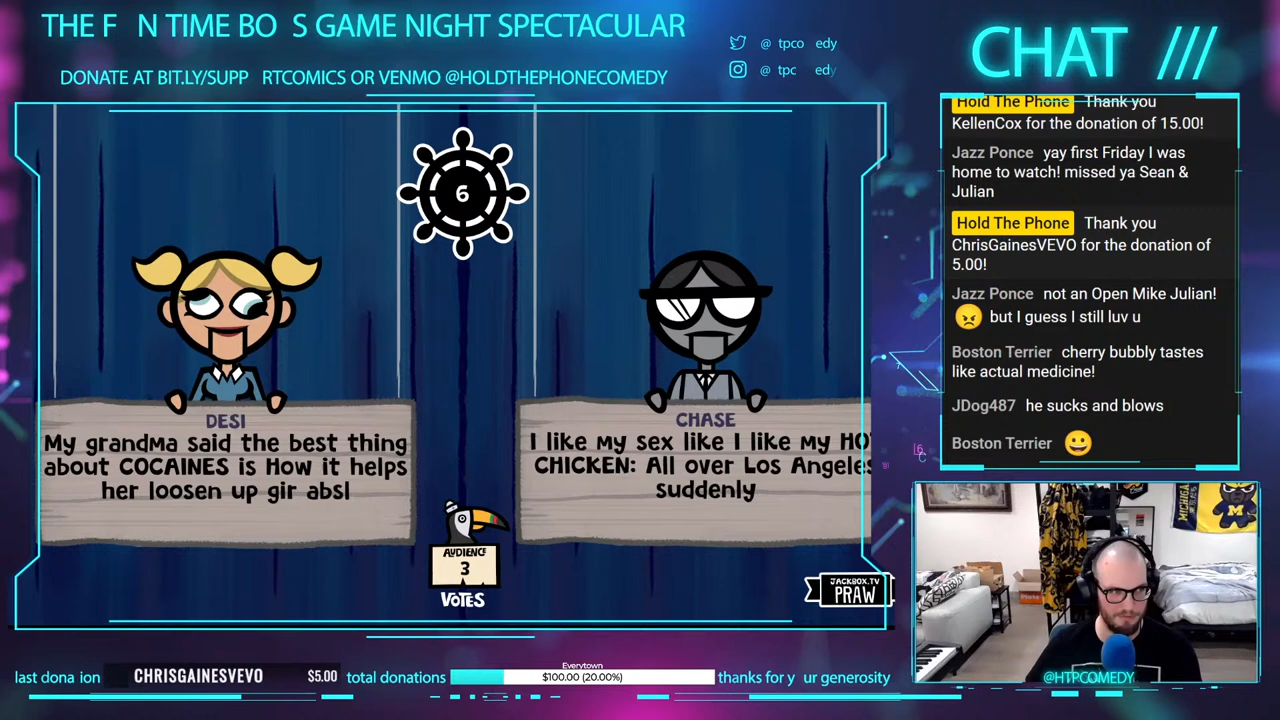 THE F N TIME BO S GAME NIGHT SPECTACULAR
DONATE AT BIT.LY/SUPP RTCOMICS OR VENMO @HOLDTHEPHONECOMEDY
@ tpco edy
@ tpc edy
CHAT ///
Hold The Phone Thank you
KellenCox for the donation of 15.00!
Jazz Ponce yay first Friday I was
home to watch! missed ya Sean &
Julian
Hold The Phone Thank you
ChrisGainesVEVO for the donation of
5.00!
Jazz Ponce not an Open Mike Julian!
😠 but I guess I still luv u
Boston Terrier cherry bubbly tastes
like actual medicine!
JDog487 he sucks and blows
Boston Terrier 😀
6
DESI
My grandma said the best thing
about COCAINES is How it helps
her loosen up gir absl
CHASE
I like my sex like I like my HO
CHICKEN: All over Los Angeles
suddenly
AUDIENCE
3
VOTES
JACKBOX.TV
PRAW
MICHIGAN
M
last dona ion CHRISGAINESVEVO $5.00 total donations
Everytown
$100.00 (20.00%)
thanks for y ur generosity
@HTPCOMEDY